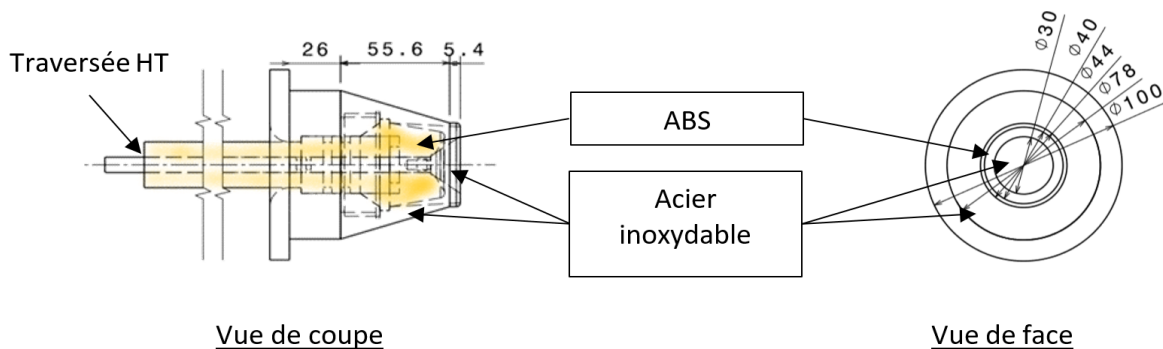 Traversée HT
26
55.6
5.4
ABS
Acier
inoxydable
Ø30
Ø40
Ø44
Ø78
Ø100
Vue de coupe
Vue de face